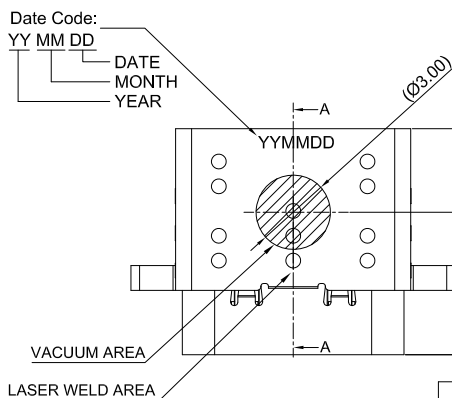 Date Code:
YY MM DD
DATE
MONTH
YEAR
(Ø3.00)
A
YYMMDD
A
VACUUM AREA
LASER WELD AREA